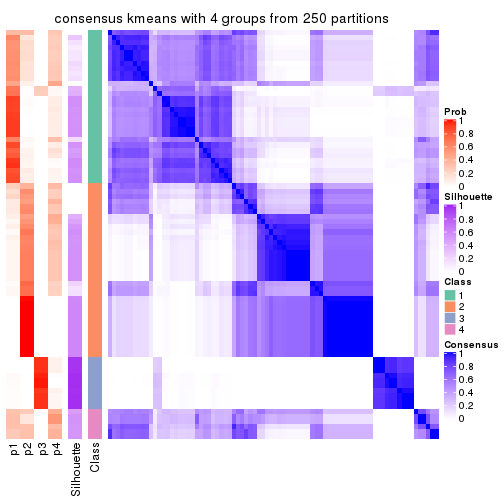 consensus kmeans with 4 groups from 250 partitions
Prob
1
0.8
0.6
0.4
0.2
0
Silhouette
1
0.8
0.6
0.4
0.2
0
Class
1
2
3
4
Consensus
1
0.8
0.6
0.4
0.2
0
p1
p2
p3
p4
Silhouette
Class